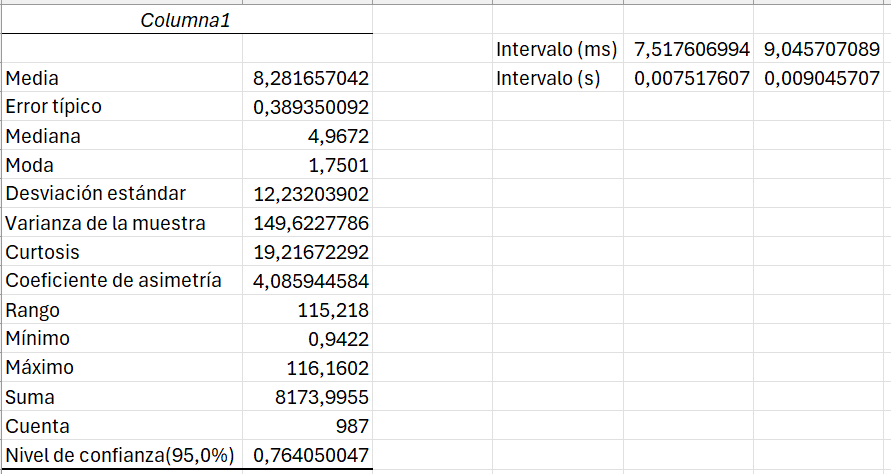 Columna1
Intervalo (ms) 7,517606994 9,045707089
Media 8,281657042 Intervalo (s) 0,007517607 0,009045707
Error típico 0,389350092
Mediana 4,9672
Moda 1,7501
Desviación estándar 12,23203902
Varianza de la muestra 149,6227786
Curtosis 19,21672292
Coeficiente de asimetría 4,085944584
Rango 115,218
Mínimo 0,9422
Máximo 116,1602
Suma 8173,9955
Cuenta 987
Nivel de confianza(95,0%) 0,764050047